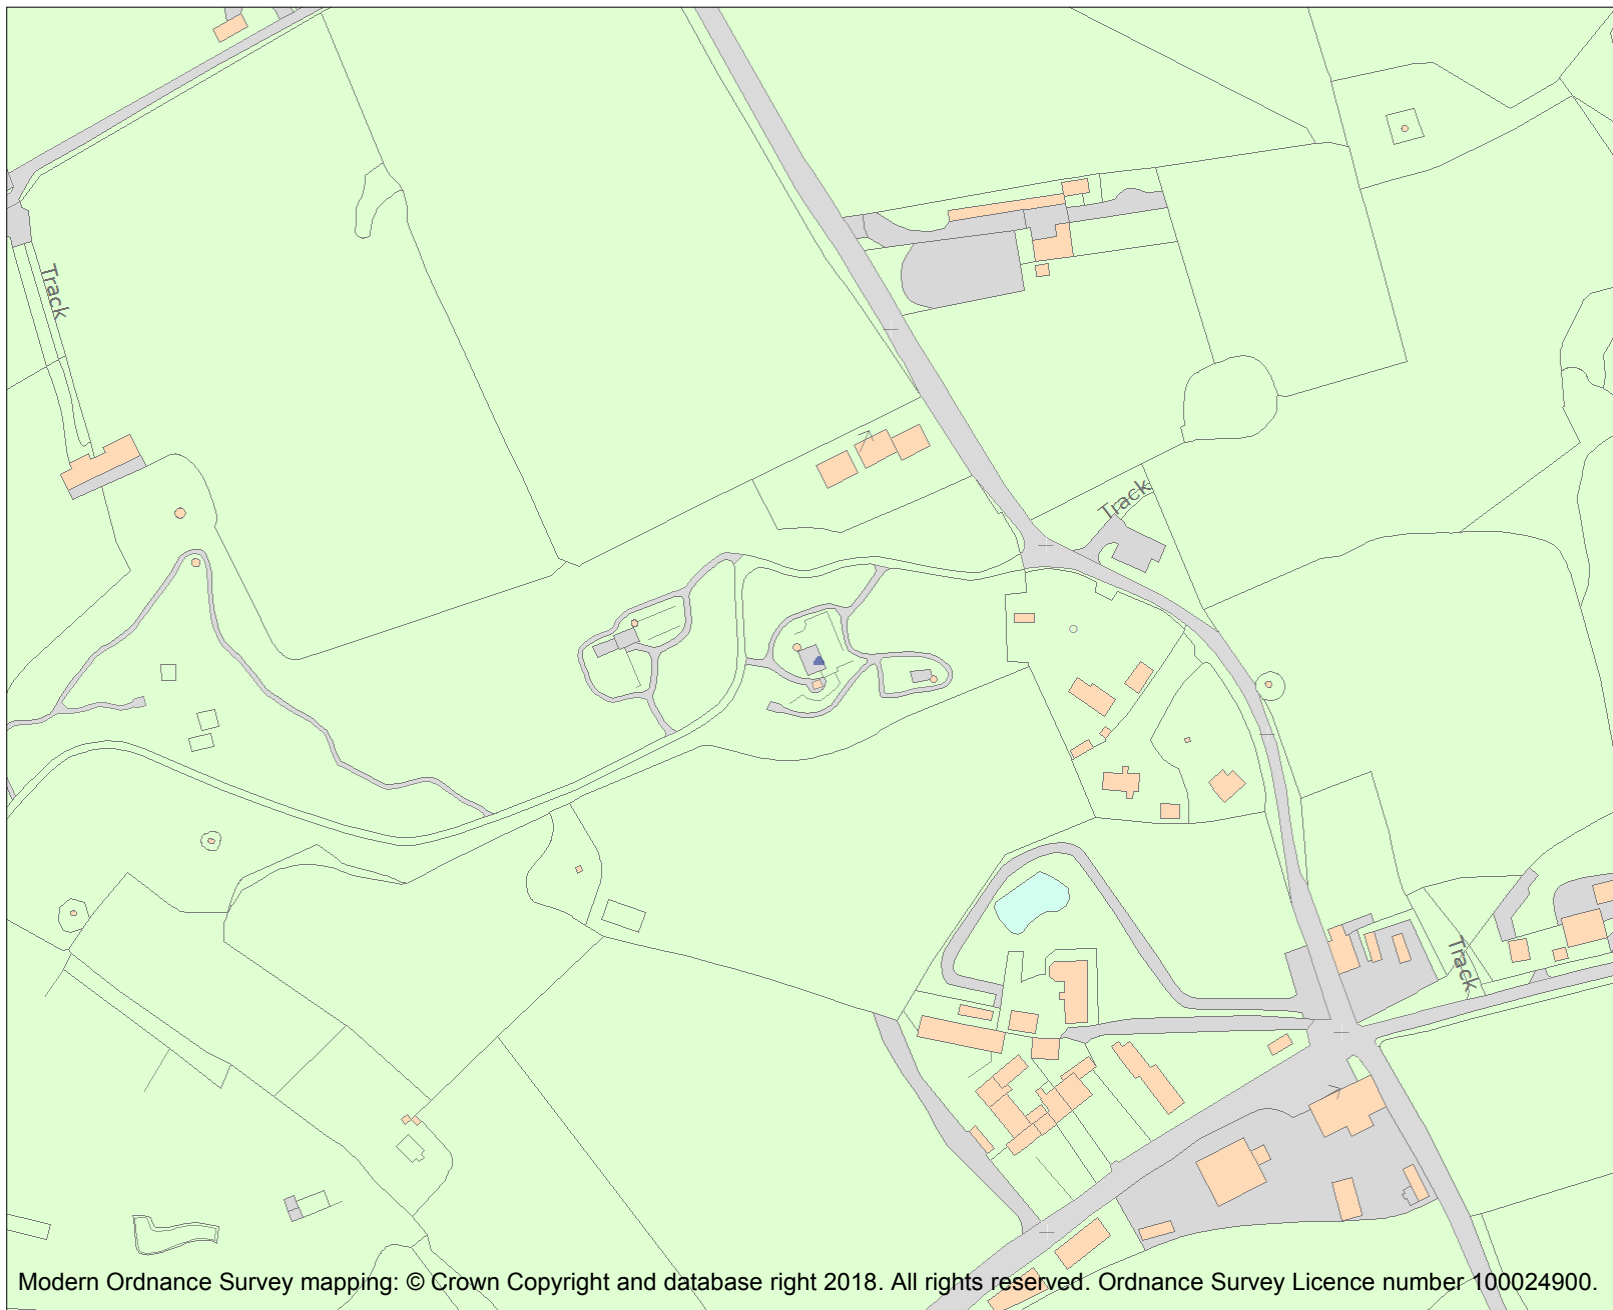 Track
Track
Track
Modern Ordnance Survey mapping: © Crown Copyright and database right 2018. All rights reserved. Ordnance Survey Licence number 100024900.